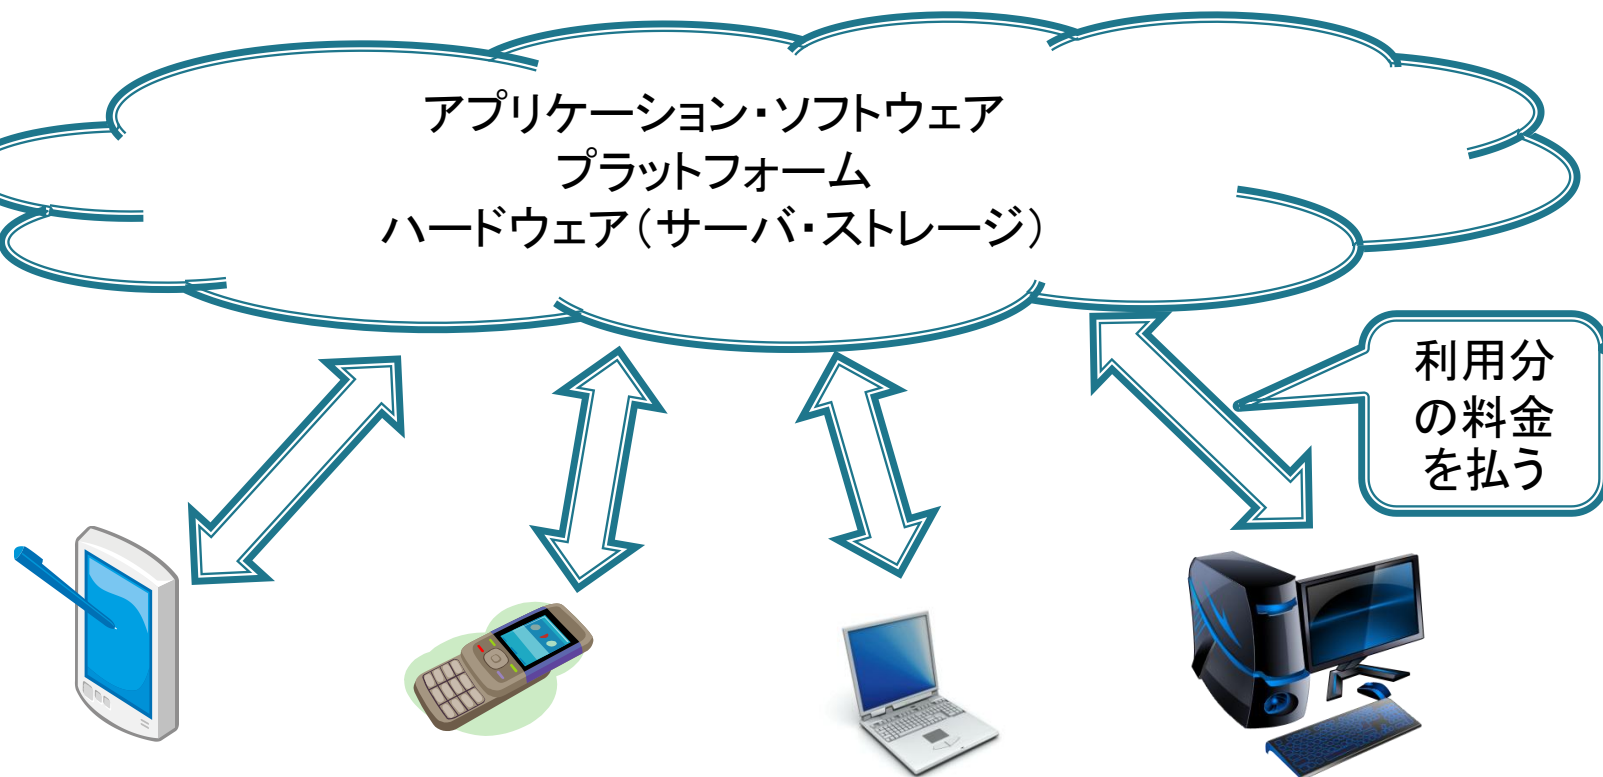 アプリケーション・ソフトウェア
プラットフォーム
ハードウェア(サーバ・ストレージ)
利用分
の料金
を払う